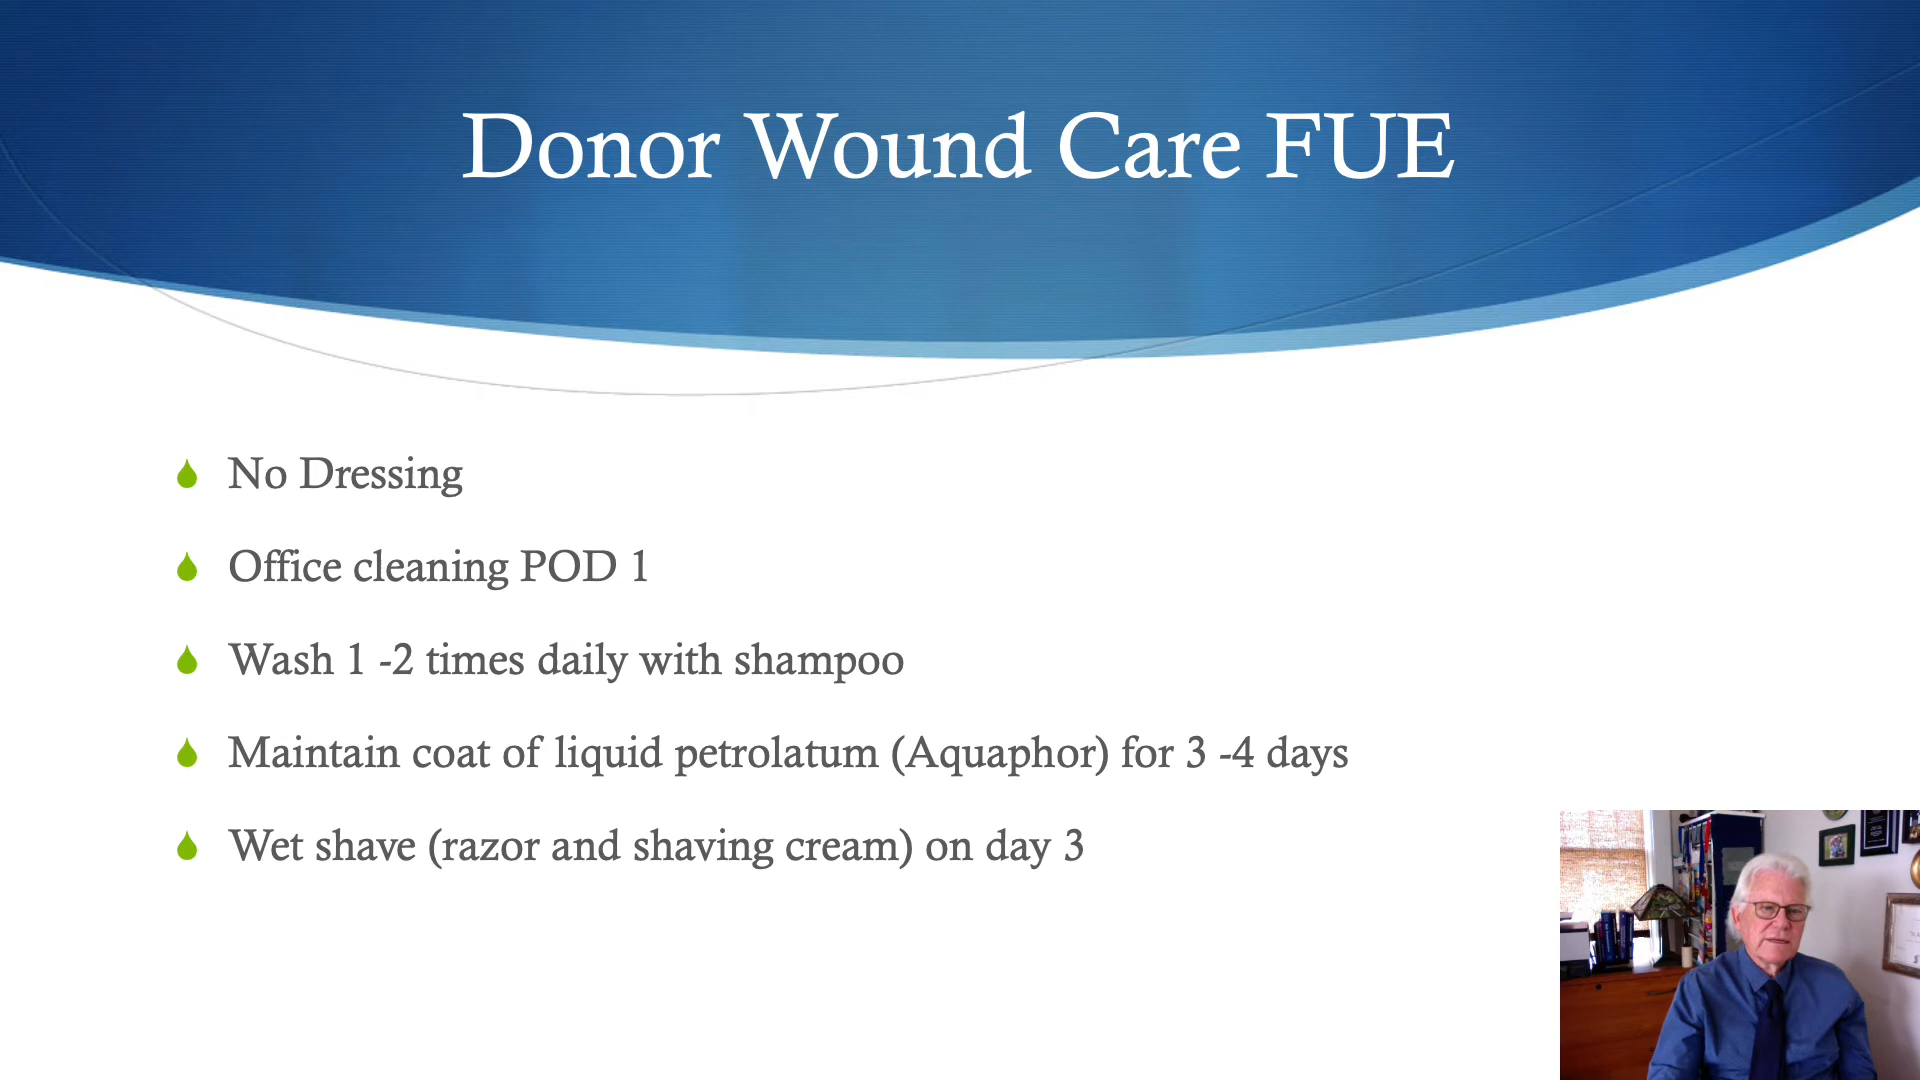 Donor Wound Care FUE
No Dressing
Office cleaning POD 1
Wash 1 -2 times daily with shampoo
Maintain coat of liquid petrolatum (Aquaphor) for 3 -4 days
Wet shave (razor and shaving cream) on day 3